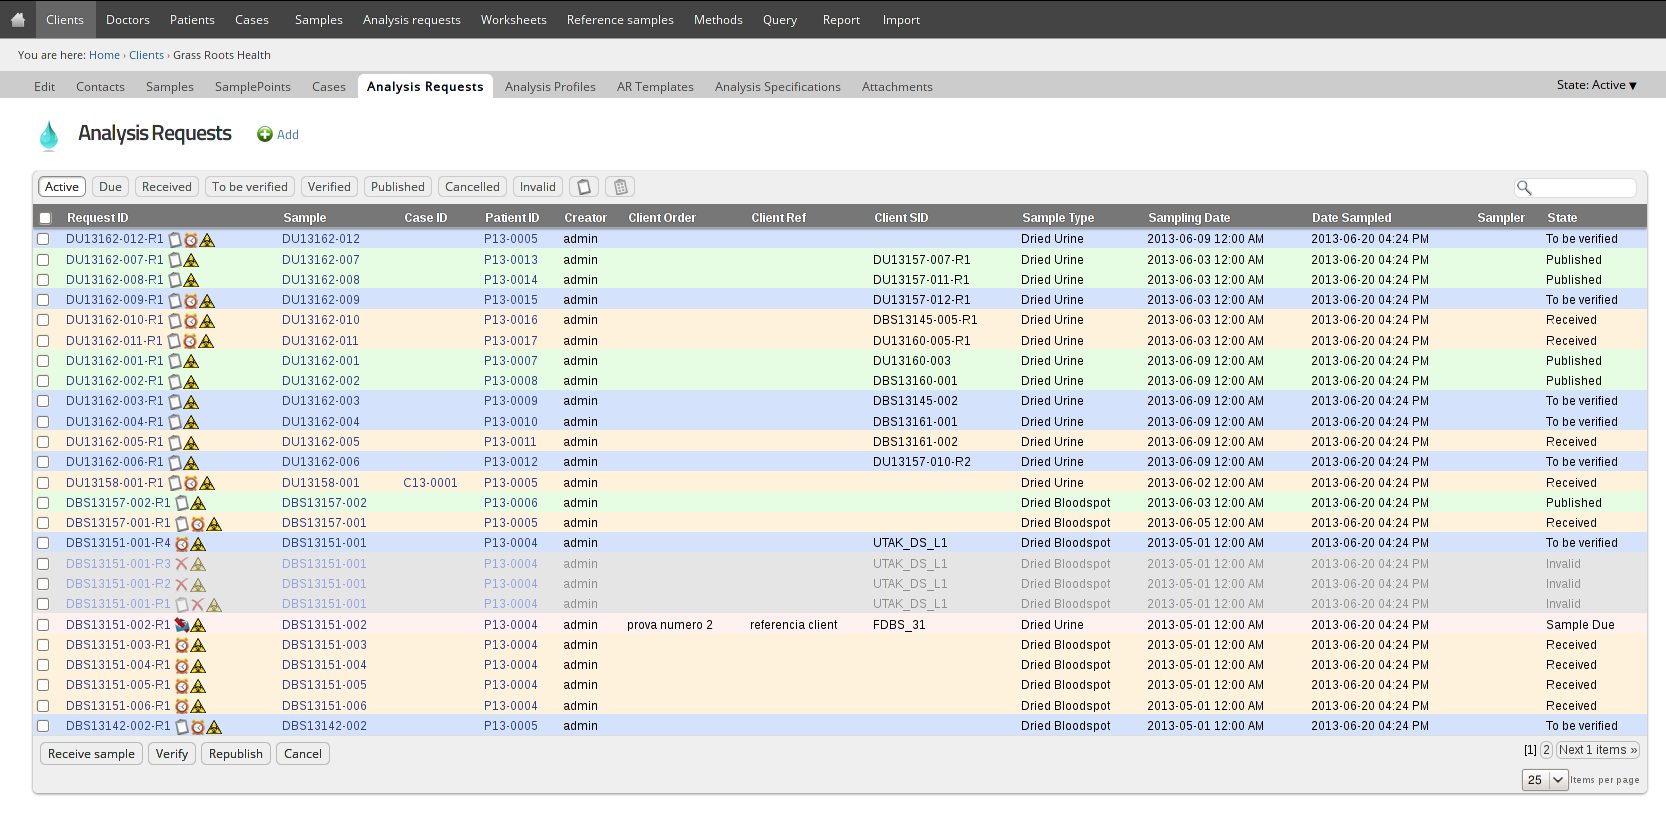 Clients Doctors Patients Cases Samples Analysis requests Worksheets Reference samples Methods Query Report Import
You are here: Home › Clients › Grass Roots Health
Edit Contacts Samples SamplePoints Cases Analysis Requests Analysis Profiles AR Templates Analysis Specifications Attachments State: Active ▼
Analysis Requests Add
Active Due Received To be verified Verified Published Cancelled Invalid
Request ID Sample Case ID Patient ID Creator Client Order Client Ref Client SID Sample Type Sampling Date Date Sampled Sampler State
DU13162-012-R1 DU13162-012 P13-0005 admin Dried Urine 2013-06-09 12:00 AM 2013-06-20 04:24 PM To be verified
DU13162-007-R1 DU13162-007 P13-0013 admin DU13157-007-R1 Dried Urine 2013-06-03 12:00 AM 2013-06-20 04:24 PM Published
DU13162-008-R1 DU13162-008 P13-0014 admin DU13157-011-R1 Dried Urine 2013-06-03 12:00 AM 2013-06-20 04:24 PM Published
DU13162-009-R1 DU13162-009 P13-0015 admin DU13157-012-R1 Dried Urine 2013-06-03 12:00 AM 2013-06-20 04:24 PM To be verified
DU13162-010-R1 DU13162-010 P13-0016 admin DBS13145-005-R1 Dried Urine 2013-06-03 12:00 AM 2013-06-20 04:24 PM Received
DU13162-011-R1 DU13162-011 P13-0017 admin DU13160-005-R1 Dried Urine 2013-06-03 12:00 AM 2013-06-20 04:24 PM Received
DU13162-001-R1 DU13162-001 P13-0007 admin DU13160-003 Dried Urine 2013-06-09 12:00 AM 2013-06-20 04:24 PM Published
DU13162-002-R1 DU13162-002 P13-0008 admin DBS13160-001 Dried Urine 2013-06-09 12:00 AM 2013-06-20 04:24 PM Published
DU13162-003-R1 DU13162-003 P13-0009 admin DBS13145-002 Dried Urine 2013-06-09 12:00 AM 2013-06-20 04:24 PM To be verified
DU13162-004-R1 DU13162-004 P13-0010 admin DBS13161-001 Dried Urine 2013-06-09 12:00 AM 2013-06-20 04:24 PM To be verified
DU13162-005-R1 DU13162-005 P13-0011 admin DBS13161-002 Dried Urine 2013-06-09 12:00 AM 2013-06-20 04:24 PM Received
DU13162-006-R1 DU13162-006 P13-0012 admin DU13157-010-R2 Dried Urine 2013-06-09 12:00 AM 2013-06-20 04:24 PM To be verified
DU13158-001-R1 DU13158-001 C13-0001 P13-0005 admin Dried Urine 2013-06-02 12:00 AM 2013-06-20 04:24 PM Received
DBS13157-002-R1 DBS13157-002 P13-0006 admin Dried Bloodspot 2013-06-03 12:00 AM 2013-06-20 04:24 PM Published
DBS13157-001-R1 DBS13157-001 P13-0005 admin Dried Bloodspot 2013-06-05 12:00 AM 2013-06-20 04:24 PM Received
DBS13151-001-R4 DBS13151-001 P13-0004 admin UTAK_DS_L1 Dried Bloodspot 2013-05-01 12:00 AM 2013-06-20 04:24 PM To be verified
DBS13151-001-R3 DBS13151-001 P13-0004 admin UTAK_DS_L1 Dried Bloodspot 2013-05-01 12:00 AM 2013-06-20 04:24 PM Invalid
DBS13151-001-R2 DBS13151-001 P13-0004 admin UTAK_DS_L1 Dried Bloodspot 2013-05-01 12:00 AM 2013-06-20 04:24 PM Invalid
DBS13151-001-R1 DBS13151-001 P13-0004 admin UTAK_DS_L1 Dried Bloodspot 2013-05-01 12:00 AM 2013-06-20 04:24 PM Invalid
DBS13151-002-R1 DBS13151-002 P13-0004 admin prova numero 2 referencia client FDBS_31 Dried Urine 2013-05-01 12:00 AM 2013-06-20 04:24 PM Sample Due
DBS13151-003-R1 DBS13151-003 P13-0004 admin Dried Bloodspot 2013-05-01 12:00 AM 2013-06-20 04:24 PM Received
DBS13151-004-R1 DBS13151-004 P13-0004 admin Dried Bloodspot 2013-05-01 12:00 AM 2013-06-20 04:24 PM Received
DBS13151-005-R1 DBS13151-005 P13-0004 admin Dried Bloodspot 2013-05-01 12:00 AM 2013-06-20 04:24 PM Received
DBS13151-006-R1 DBS13151-006 P13-0004 admin Dried Bloodspot 2013-05-01 12:00 AM 2013-06-20 04:24 PM Received
DBS13142-002-R1 DBS13142-002 P13-0005 admin Dried Bloodspot 2013-05-01 12:00 AM 2013-06-20 04:24 PM To be verified
Receive sample Verify Republish Cancel [1] 2 Next 1 items »
25 Items per page